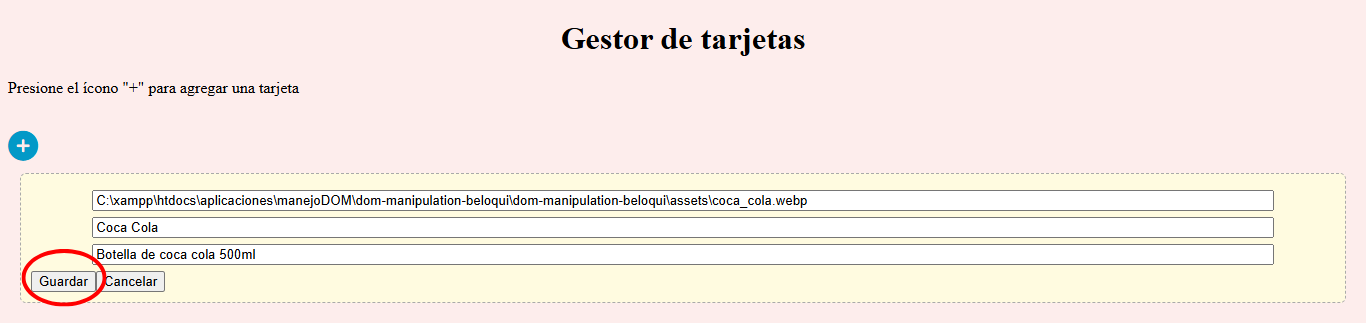 Gestor de tarjetas
Presione el ícono "+" para agregar una tarjeta
+
C:\xampp\htdocs\aplicaciones\manejoDOM\dom-manipulation-beloqui\dom-manipulation-beloqui\assets\coca_cola.webp
Coca Cola
Botella de coca cola 500ml
Guardar Cancelar